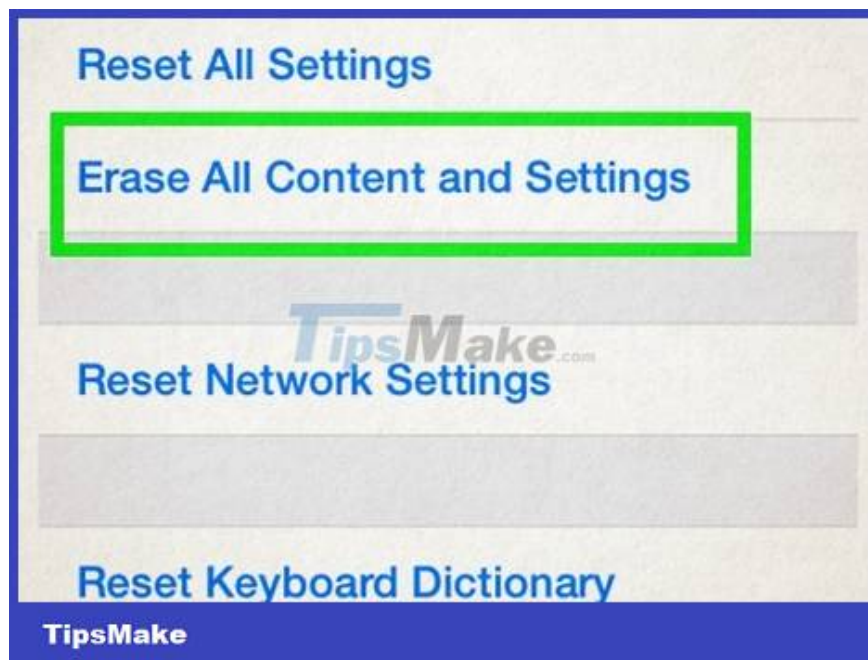 Reset All Settings
Erase All Content and Settings
TipsMake.com
Reset Network Settings
Reset Keyboard Dictionary
TipsMake